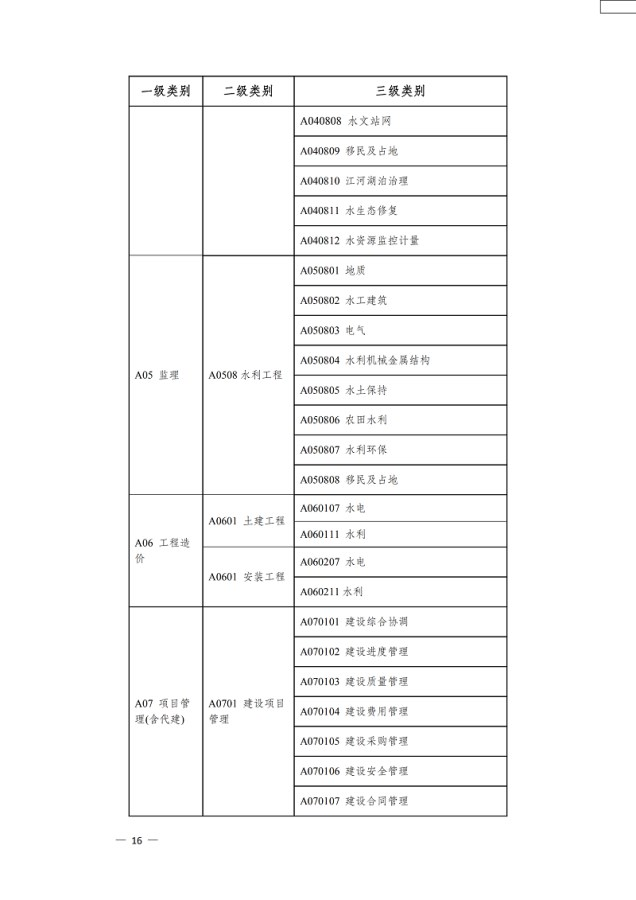 一级类别 二级类别 三级类别
A040808 水文站网
A040809 移民及占地
A040810 江河湖泊治理
A040811 水生态修复
A040812 水资源监控计量
A05 监理
A0508 水利工程
A050801 地质
A050802 水工建筑
A050803 电气
A050804 水利机械金属结构
A050805 水土保持
A050806 农田水利
A050807 水利环保
A050808 移民及占地
A06 工程造
价
A0601 土建工程
A060107 水电
A060111 水利
A0601 安装工程
A060207 水电
A060211 水利
A07 项目管
理(含代建)
A0701 建设项目
管理
A070101 建设综合协调
A070102 建设进度管理
A070103 建设质量管理
A070104 建设费用管理
A070105 建设采购管理
A070106 建设安全管理
A070107 建设合同管理
— 16 —